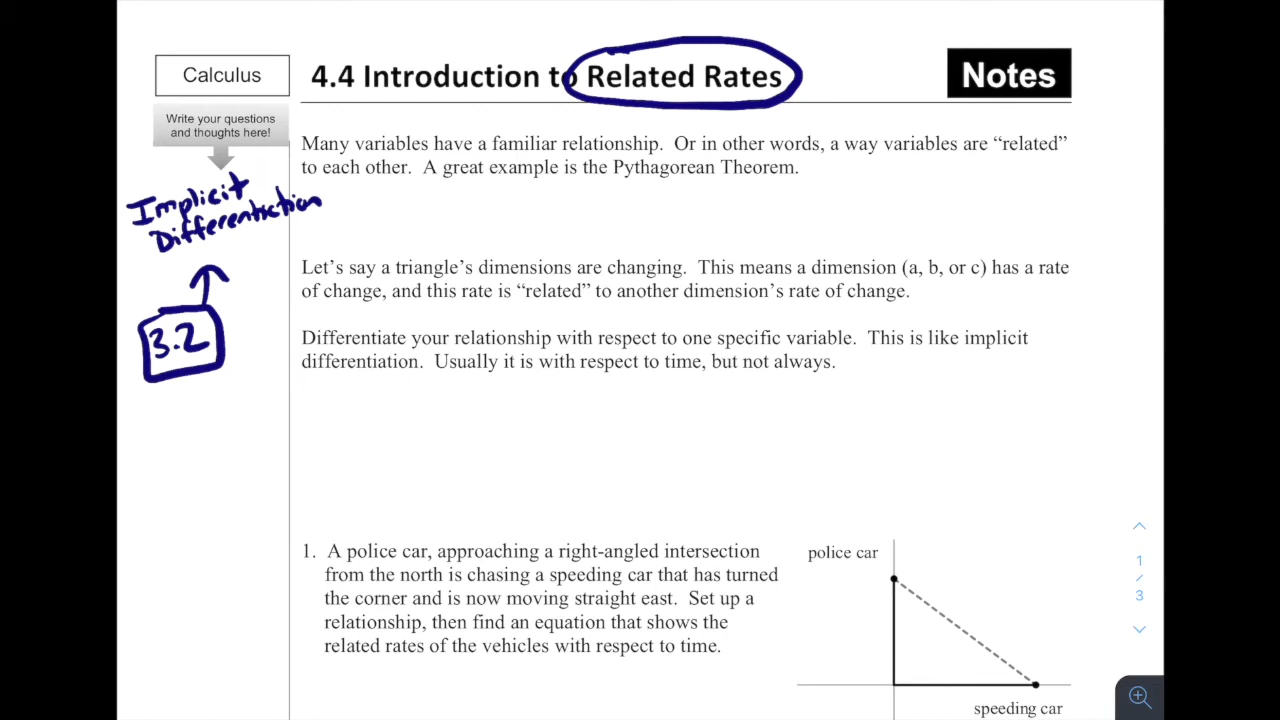 Calculus
4.4 Introduction to Related Rates
Notes
Write your questions
and thoughts here!
Many variables have a familiar relationship. Or in other words, a way variables are “related”
to each other. A great example is the Pythagorean Theorem.
Implicit
Differentiation
Let’s say a triangle’s dimensions are changing. This means a dimension (a, b, or c) has a rate
of change, and this rate is “related” to another dimension’s rate of change.
3.2
Differentiate your relationship with respect to one specific variable. This is like implicit
differentiation. Usually it is with respect to time, but not always.
1. A police car, approaching a right-angled intersection
from the north is chasing a speeding car that has turned
the corner and is now moving straight east. Set up a
relationship, then find an equation that shows the
related rates of the vehicles with respect to time.
police car
speeding car
1
/
3